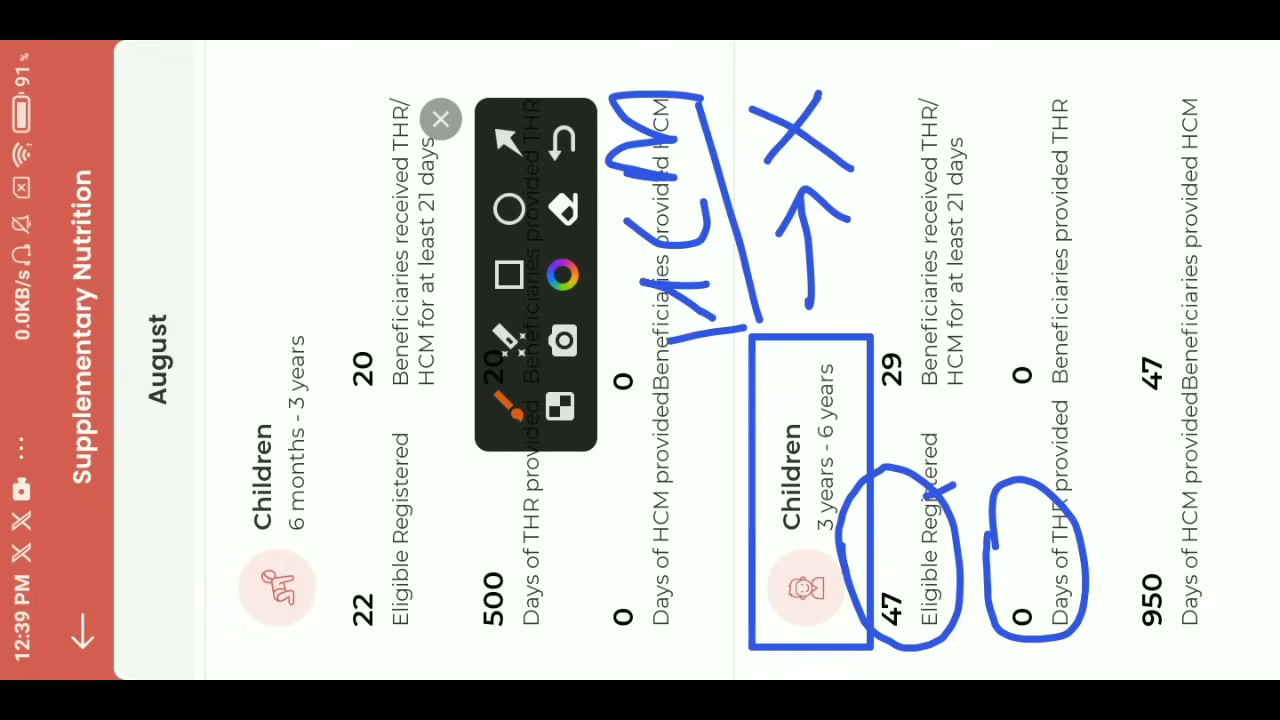 12:39 PM X X ... 0.0KB/s 91%
Supplementary Nutrition
August
Children
6 months - 3 years
22 20
Eligible Registered Beneficiaries received THR/
HCM for at least 21 days
500 20
Days of THR provided Beneficiaries provided THR
0 0
Days of HCM provided Beneficiaries provided HCM
HCM
X
Children
3 years - 6 years
47 29
Eligible Registered Beneficiaries received THR/
HCM for at least 21 days
0 0
Days of THR provided Beneficiaries provided THR
950 47
Days of HCM provided Beneficiaries provided HCM